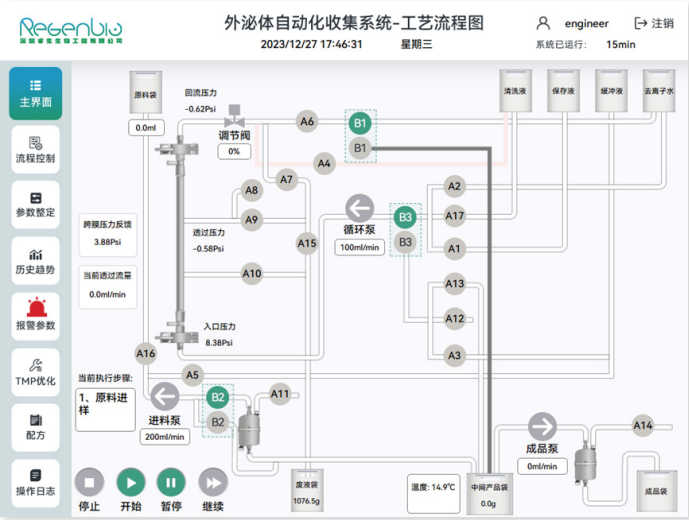 Regenbio
外泌体自动化收集系统-工艺流程图
engineer
注销
2023/12/27 17:46:31 星期三
系统已运行： 15min
主界面
流程控制
参数整定
历史趋势
报警参数
TMP优化
配方
操作日志
原料袋
0.0ml
回流压力
-0.62Psi
调节阀
0%
A6
B1
B1
A4
清洗液
保存液
缓冲液
去离子水
A7
A8
A9
A2
A17
A1
循环泵
100ml/min
B3
B3
跨膜压力反馈
3.88Psi
透过压力
-0.58Psi
A15
当前透过流量
0.0ml/min
A10
A13
A12
A3
入口压力
8.38Psi
A16
A5
当前执行步骤:
1、原料进
样
进料泵
200ml/min
B2
B2
A11
成品泵
0ml/min
A14
停止
开始
暂停
继续
废液袋
1076.5g
温度: 14.9℃
中间产品袋
0.0g
成品袋